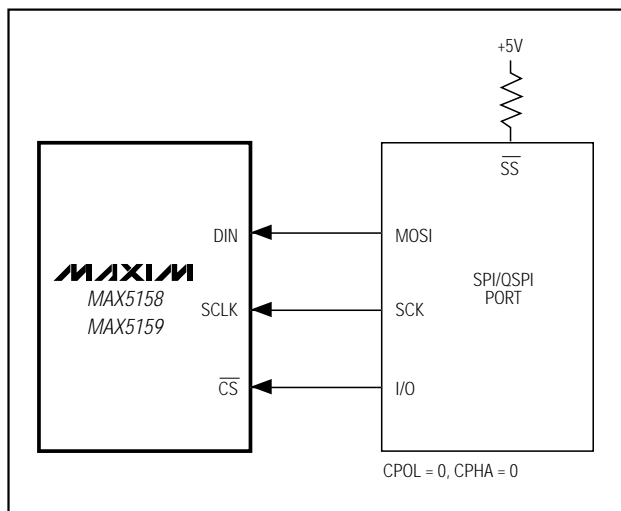 +5V
SS
DIN
MOSI
MAXIM
MAX5158
MAX5159
SPI/QSPI
PORT
SCLK
SCK
CS
I/O
CPOL = 0, CPHA = 0